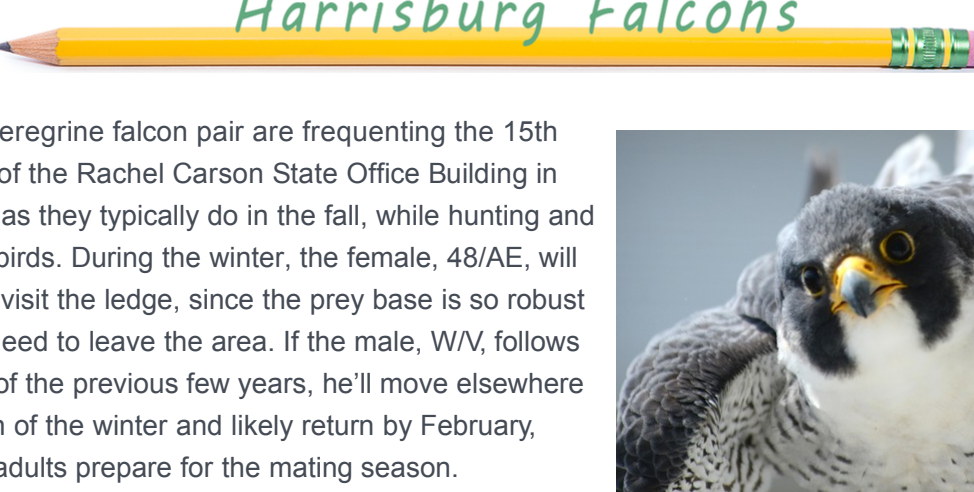 Harrisburg Falcons
eregrine falcon pair are frequenting the 15th
of the Rachel Carson State Office Building in
as they typically do in the fall, while hunting and
birds. During the winter, the female, 48/AE, will
visit the ledge, since the prey base is so robust
eed to leave the area. If the male, W/V, follows
of the previous few years, he’ll move elsewhere
of the winter and likely return by February,
adults prepare for the mating season.